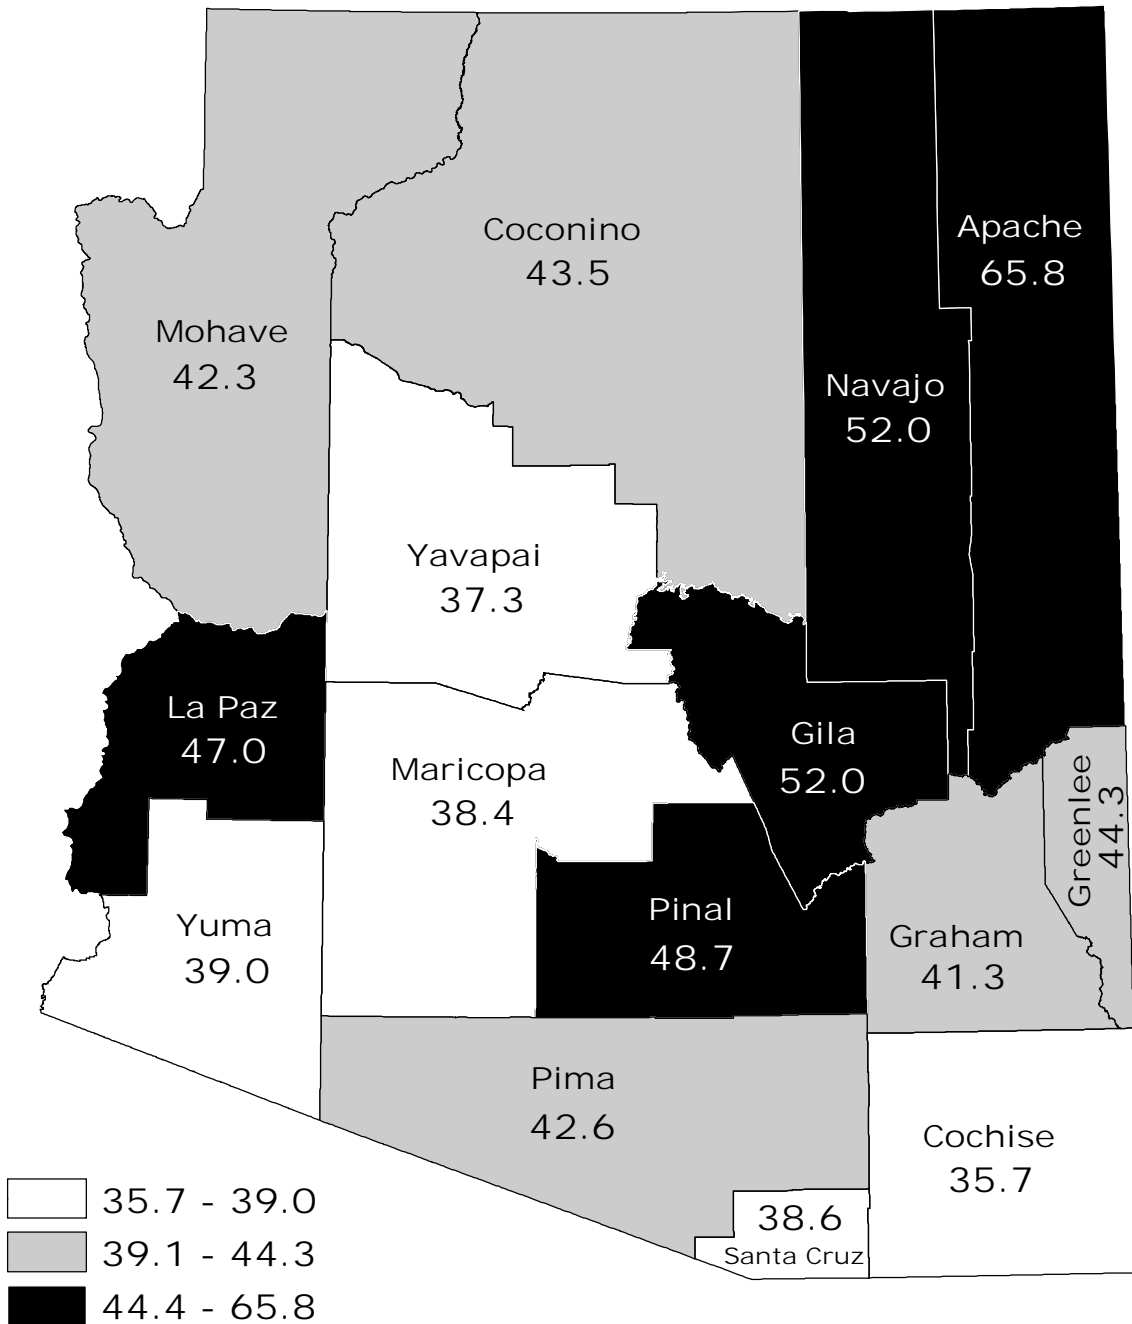 Coconino
43.5
Apache
65.8
Mohave
42.3
Navajo
52.0
Yavapai
37.3
La Paz
47.0
Maricopa
38.4
Gila
52.0
Greenlee
44.3
Yuma
39.0
Pinal
48.7
Graham
41.3
Pima
42.6
Cochise
35.7
38.6
Santa Cruz
35.7 - 39.0
39.1 - 44.3
44.4 - 65.8